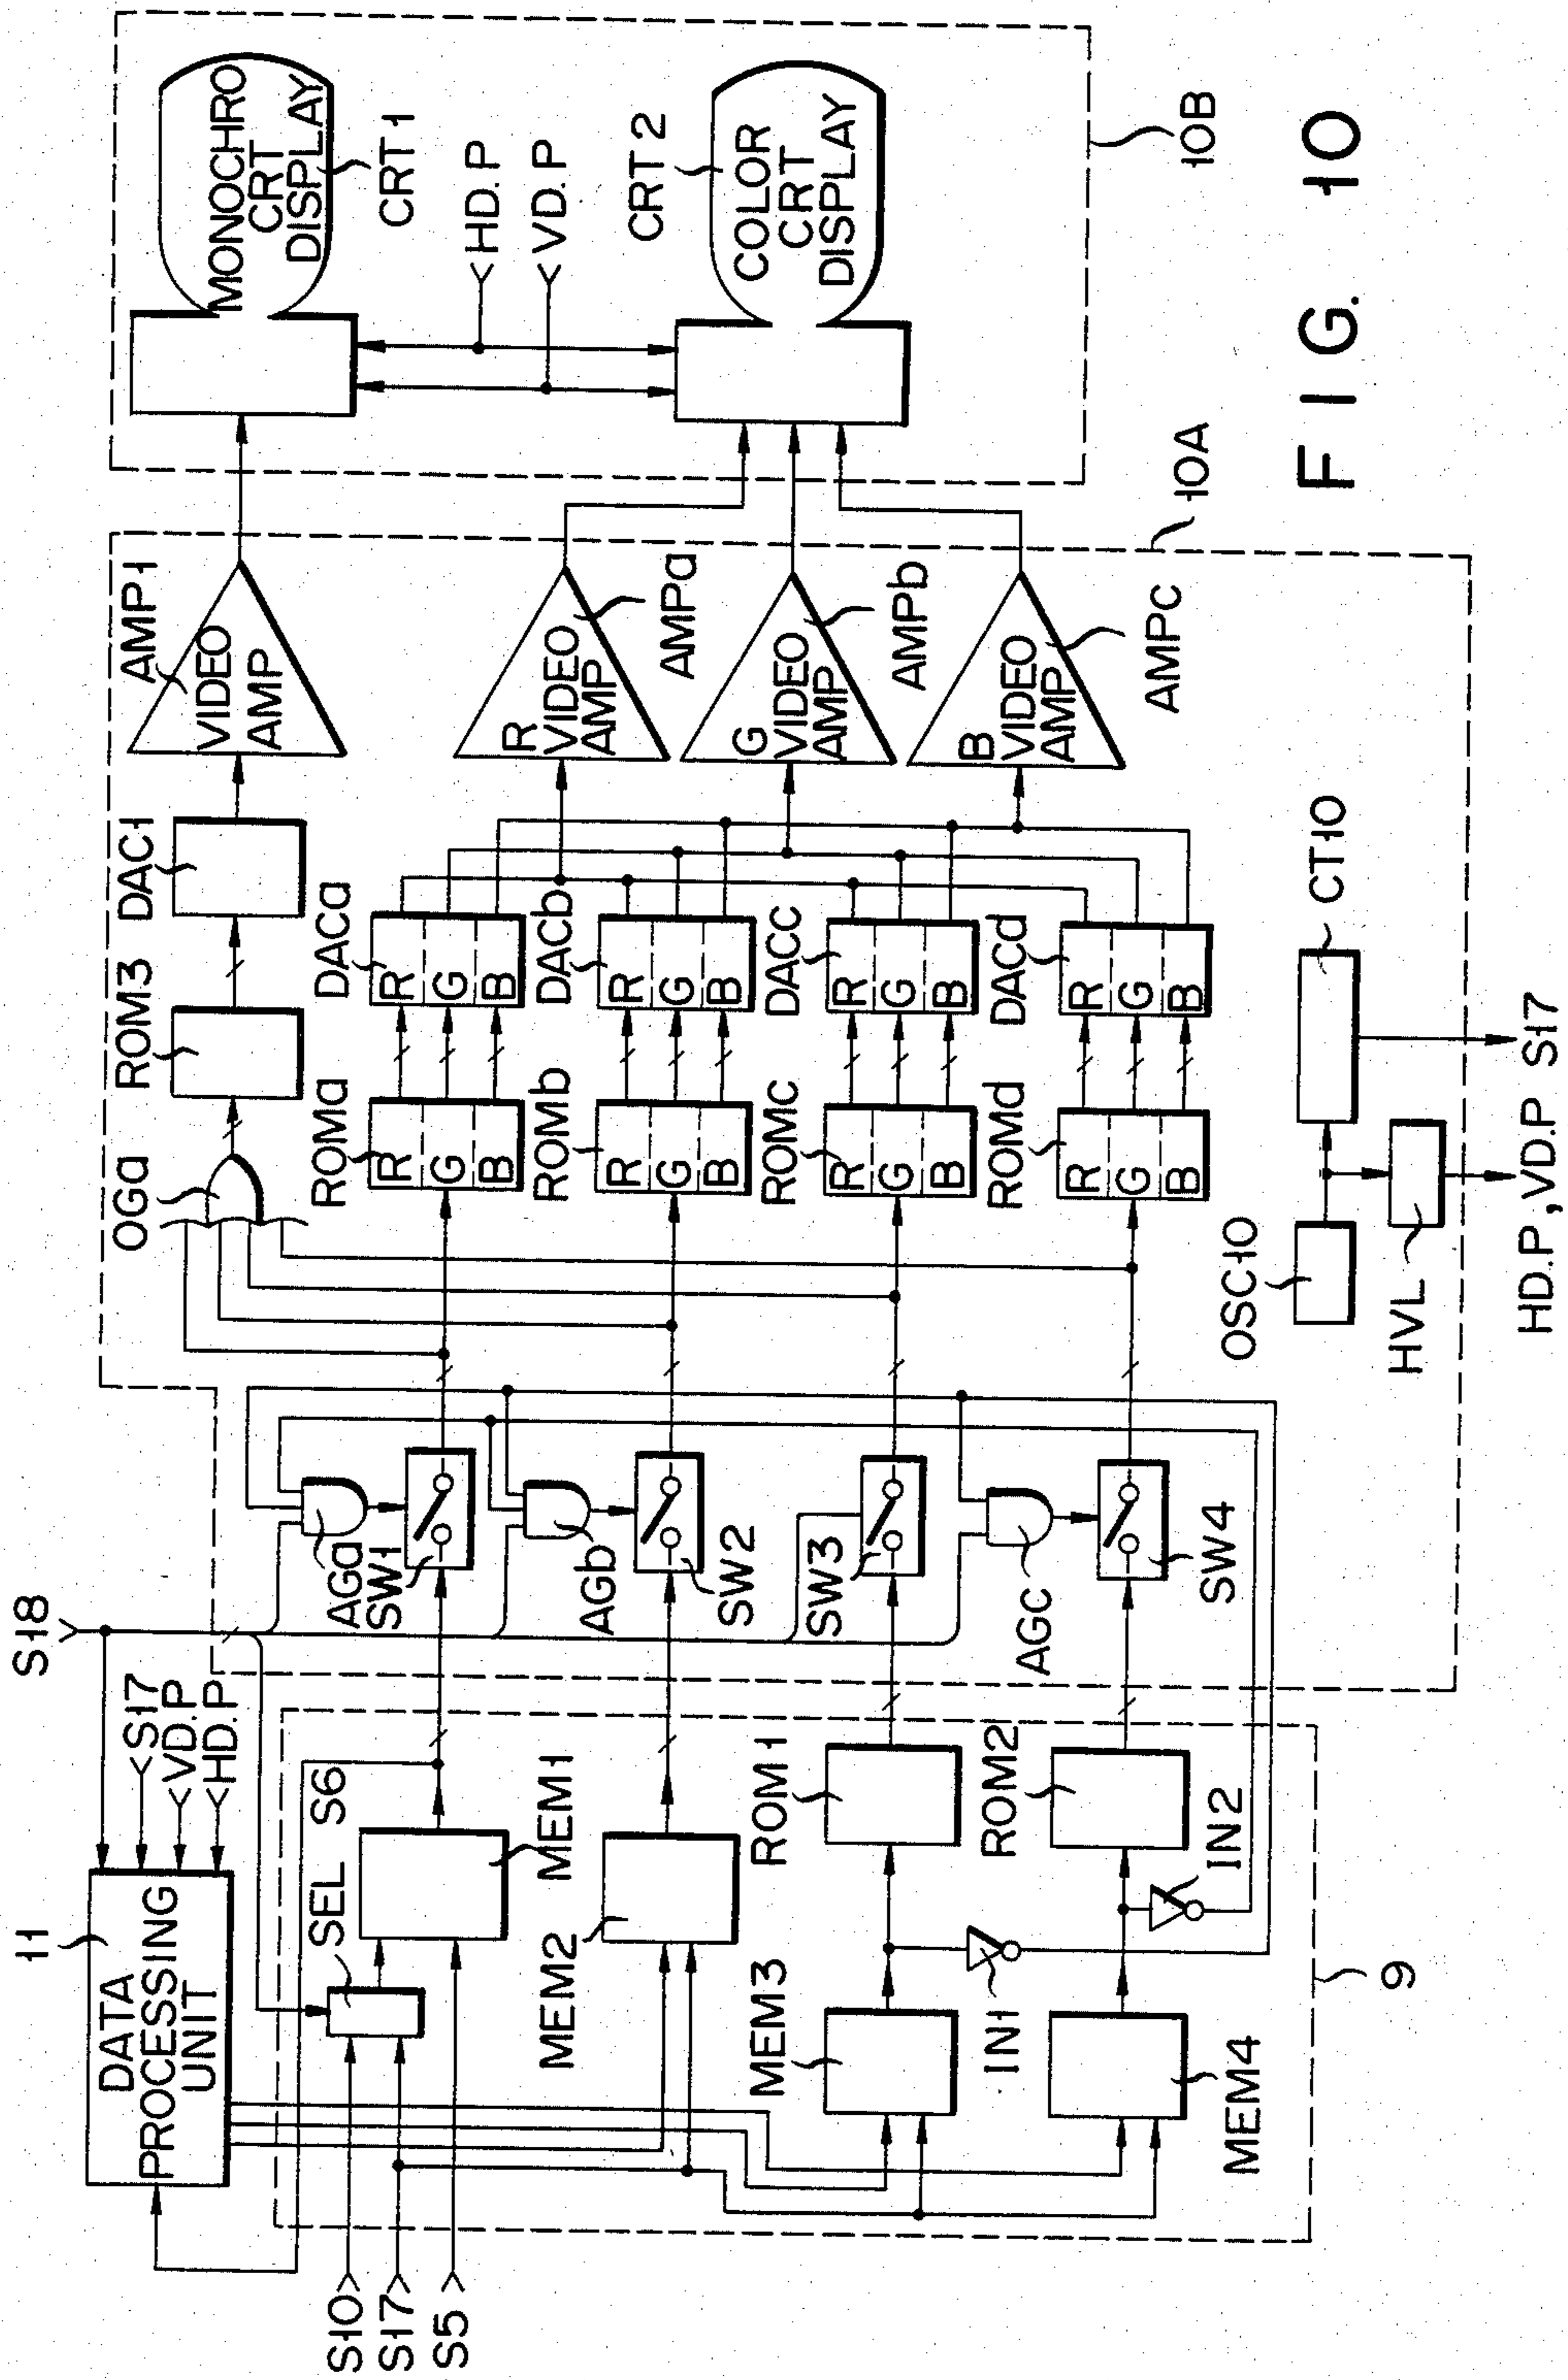 S18
11
DATA
PROCESSING
UNIT
S17
VD.P
HD.P
S10
S17
S5
SEL
S6
MEM1
MEM2
MEM3
MEM4
IN1
IN2
ROM1
ROM2
9
AGa
SW1
AGb
SW2
SW3
AGc
SW4
OGa
ROM3
DAC1
AMP1
VIDEO
AMP
ROMa
R
G
B
DACa
R
G
B
ROMb
R
G
B
DACb
R
G
B
ROMc
R
G
B
DACc
R
G
B
ROMd
R
G
B
DACd
R
G
B
R
VIDEO
AMP
AMPa
G
VIDEO
AMP
AMPb
B
VIDEO
AMP
AMPc
OSC10
CT10
HVL
HD.P, VD.P S17
10A
MONOCHRO
CRT
DISPLAY
CRT1
HD.P
VD.P
CRT2
COLOR
CRT
DISPLAY
10B
FIG. 10